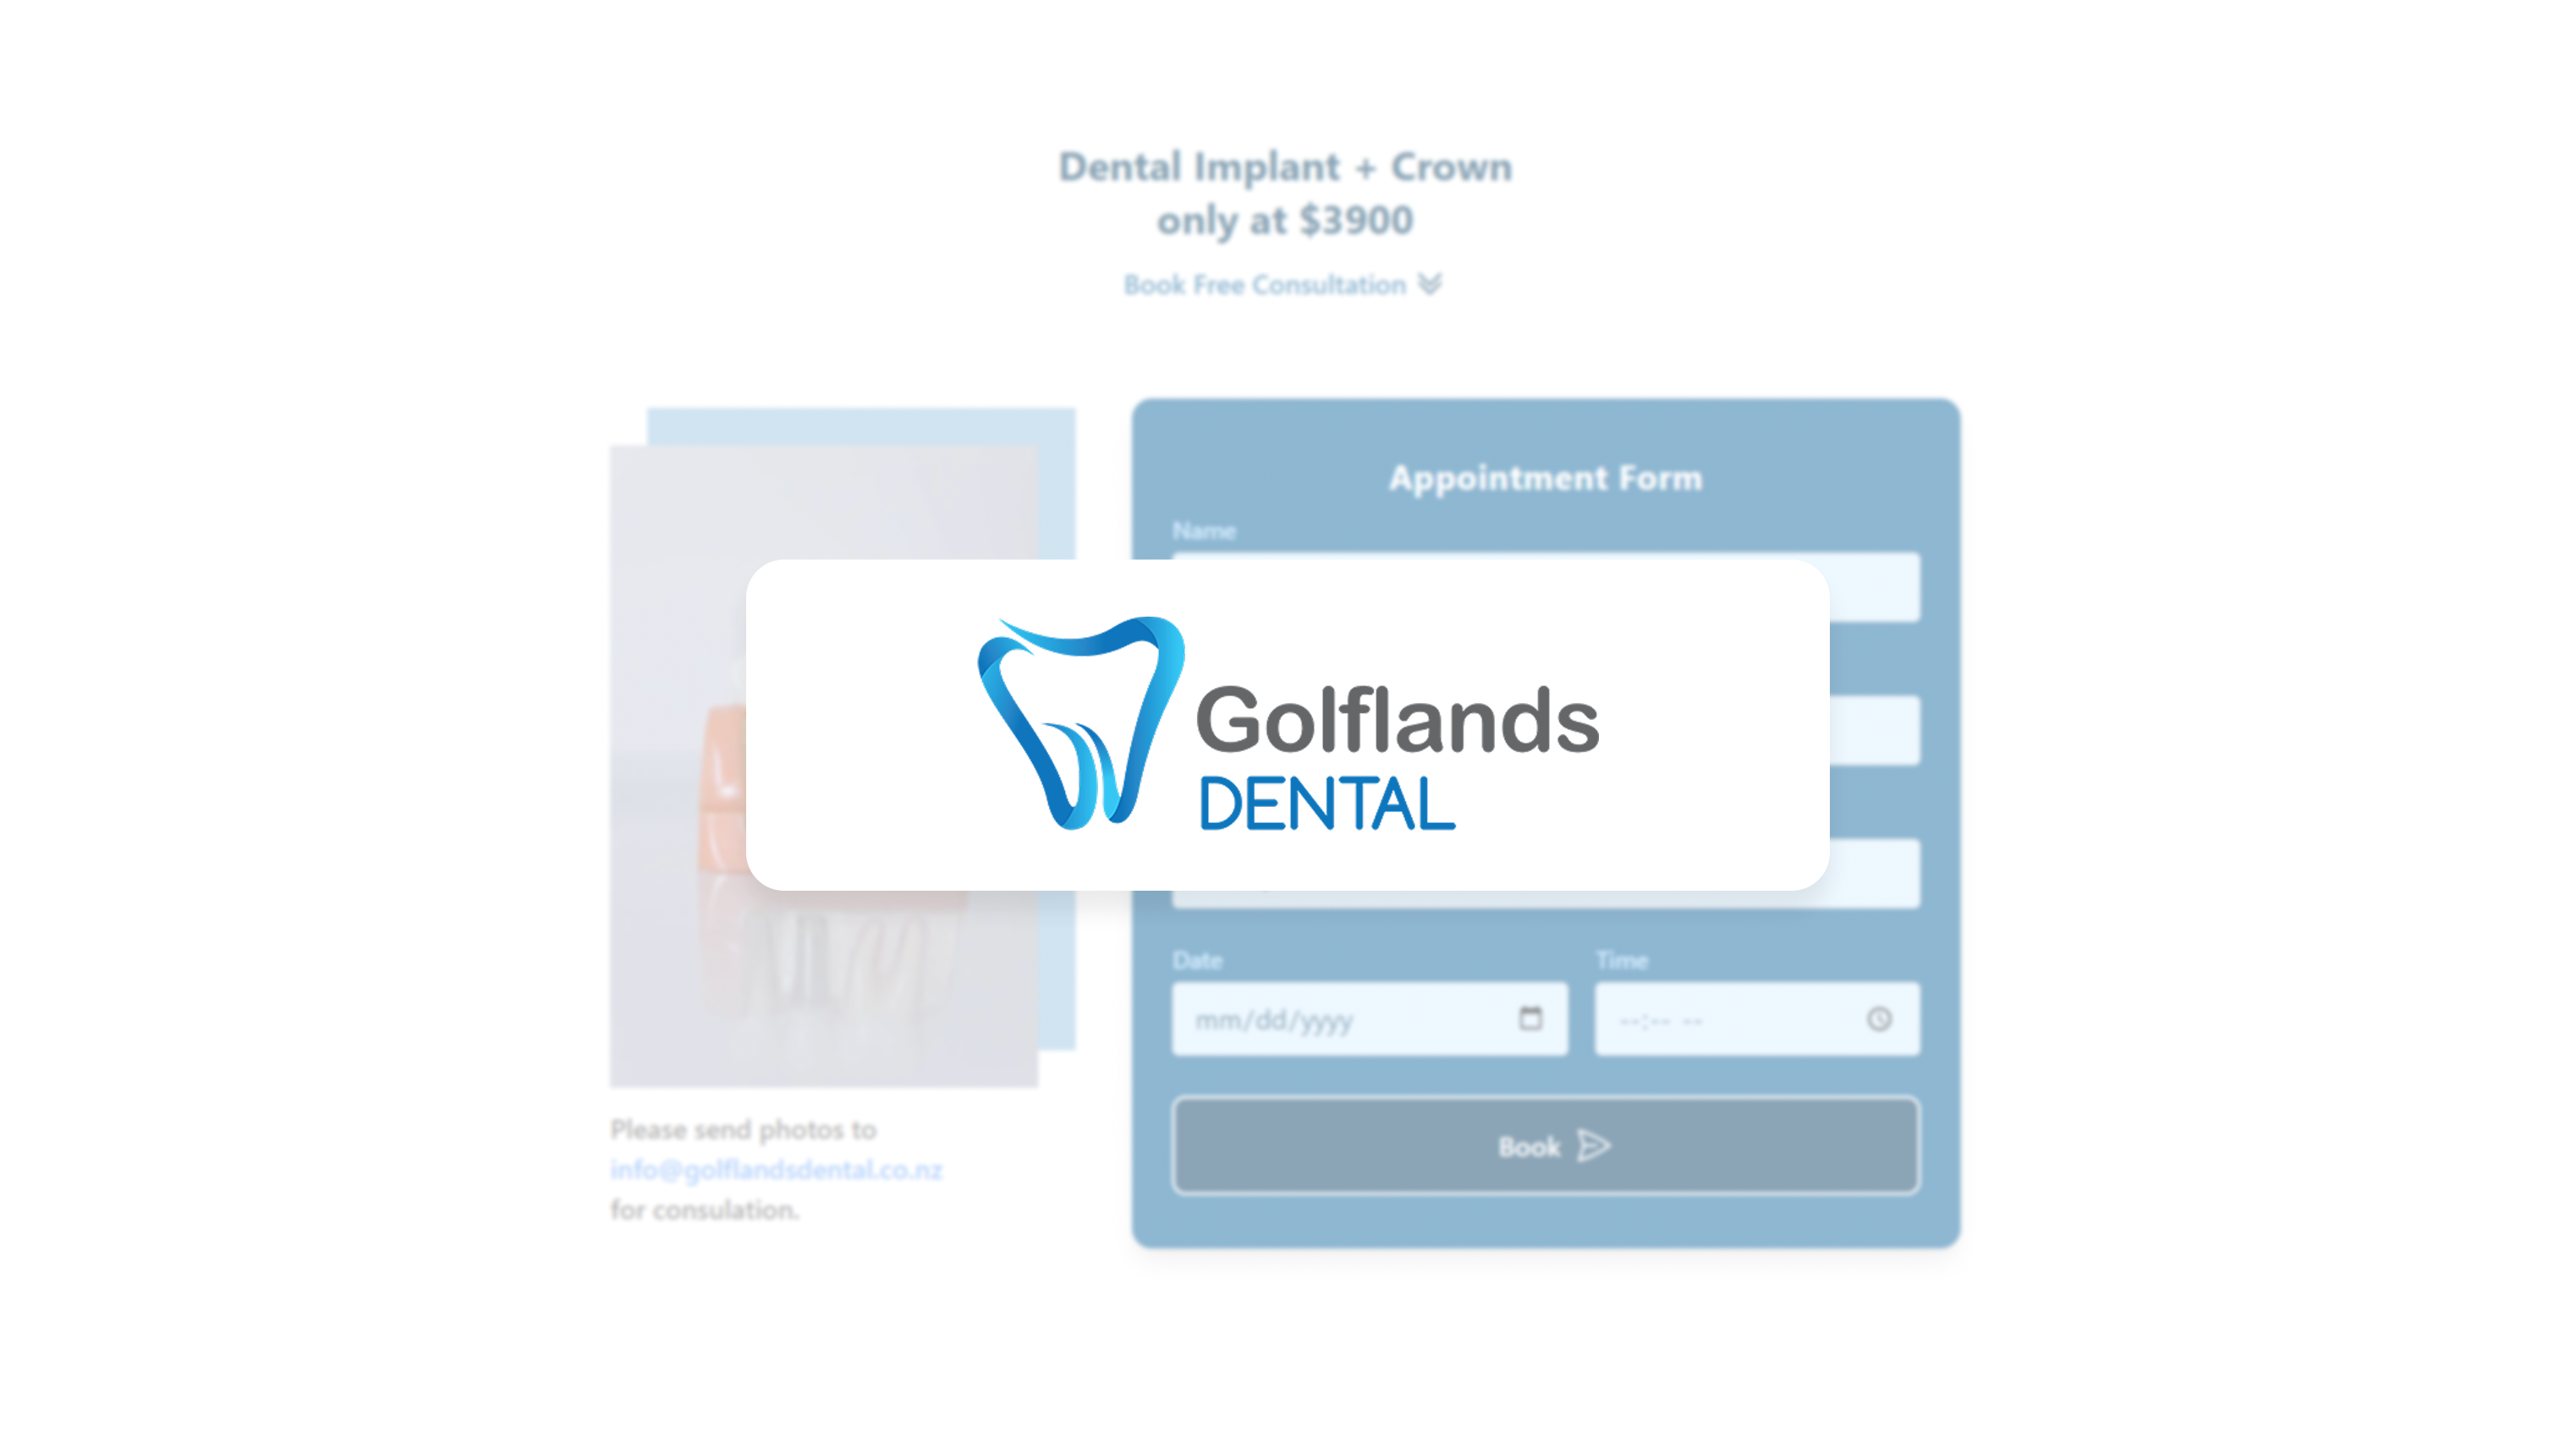 Dental Implant + Crown
only at $3900
Book Free Consultation
Appointment Form
Name
Golflands
DENTAL
Date
Time
mm/dd/yyyy
--:-- --
Book
Please send photos to
info@golflandsdental.co.nz
for consulation.